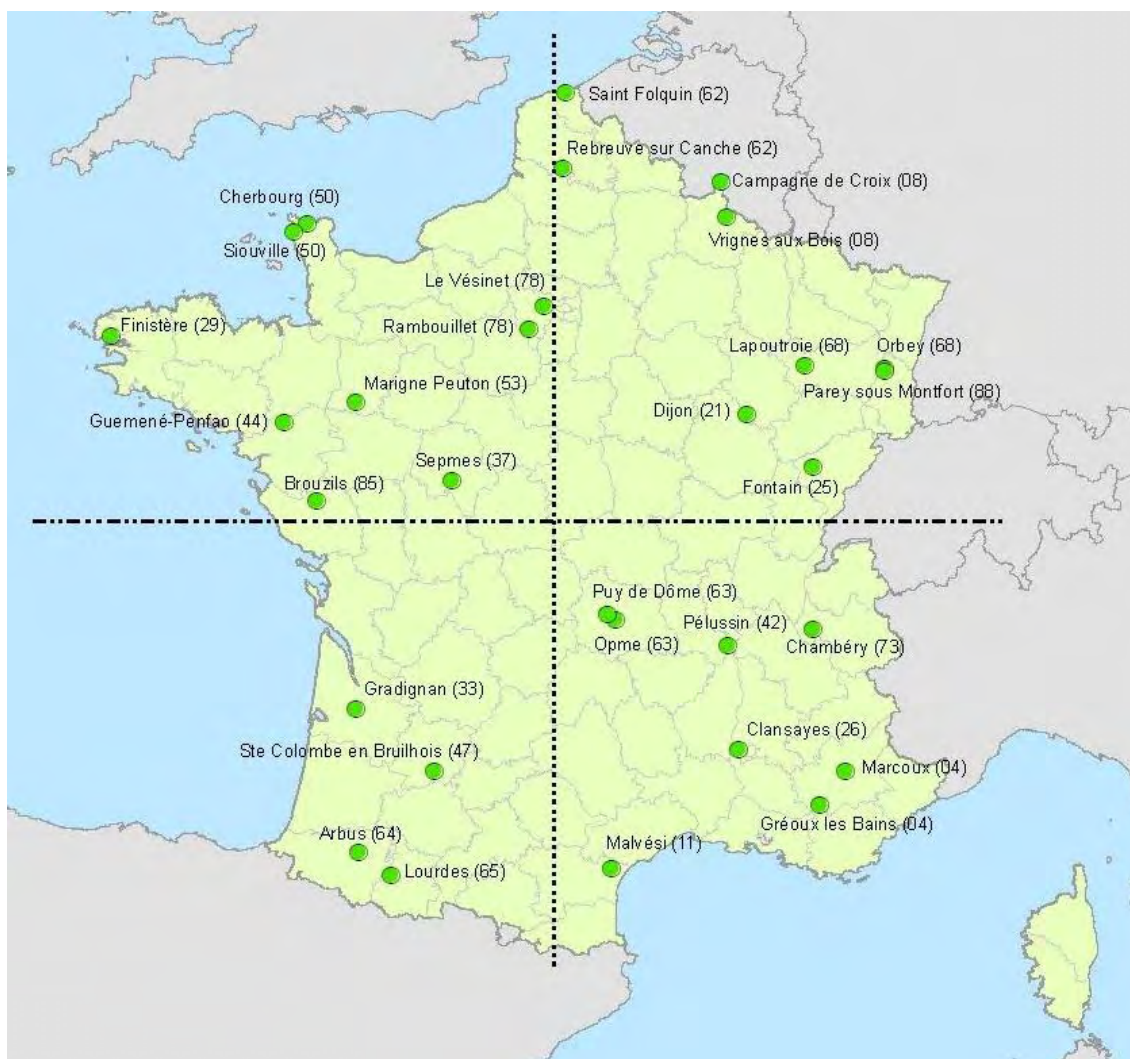 Saint Folquin (62)
Rebreuve sur Canche (62)
Campagne de Croix (08)
Cherbourg (50)
Vrignes aux Bois (08)
Siouville (50)
Le Vésinet (78)
Finistère (29)
Rambouillet (78)
Lapoutroie (68)
Orbey (68)
Marigne Peuton (53)
Parey sous Montfort (88)
Dijon (21)
Guemené-Penfao (44)
Sepmes (37)
Brouzils (85)
Fontain (25)
Puy de Dôme (63)
Pélussin (42)
Opme (63)
Chambéry (73)
Gradignan (33)
Clansayes (26)
Ste Colombe en Bruilhois (47)
Marcoux (04)
Gréoux les Bains (04)
Arbus (64)
Malvési (11)
Lourdes (65)